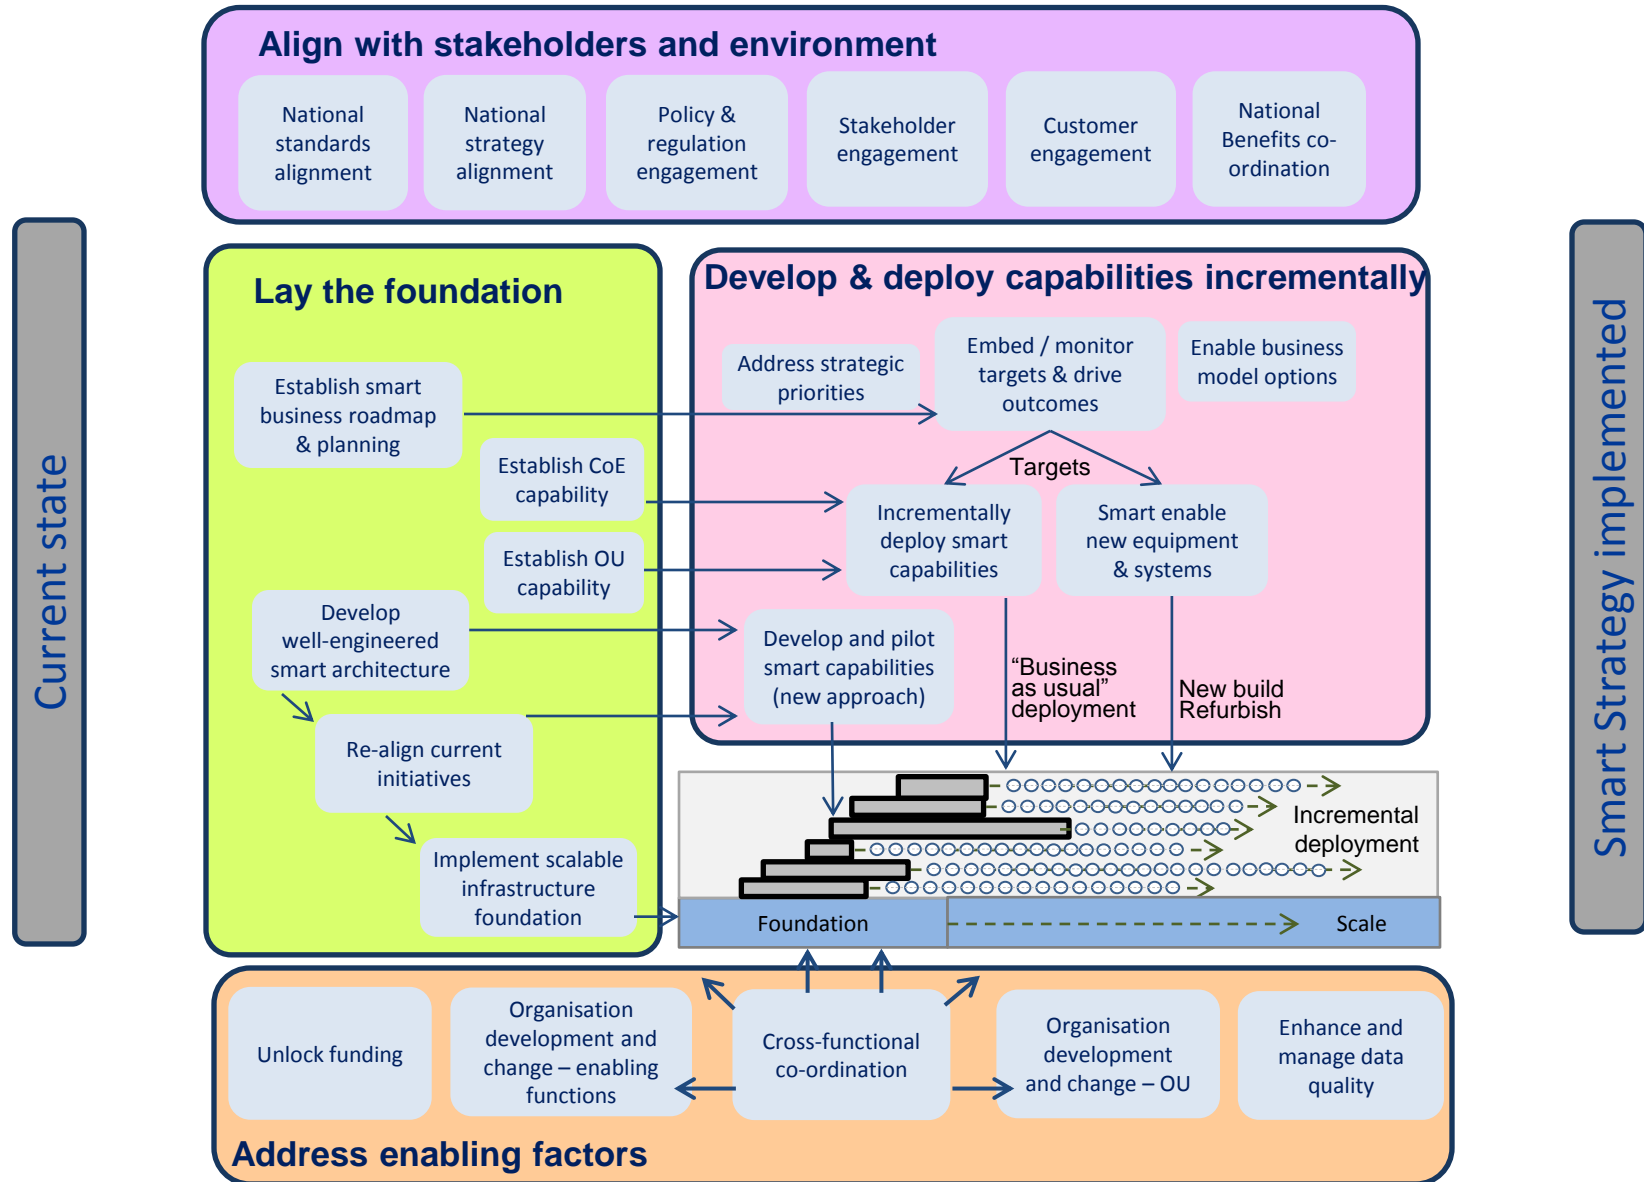 Align with stakeholders and environment
National
standards
alignment
National
strategy
alignment
Policy &
regulation
engagement
Stakeholder
engagement
Customer
engagement
National
Benefits co-
ordination
Current state
Lay the foundation
Establish smart
business roadmap
& planning
Establish CoE
capability
Establish OU
capability
Develop
well-engineered
smart architecture
Re-align current
initiatives
Implement scalable
infrastructure
foundation
Develop & deploy capabilities incrementally
Address strategic
priorities
Embed / monitor
targets & drive
outcomes
Enable business
model options
Targets
Incrementally
deploy smart
capabilities
Smart enable
new equipment
& systems
Develop and pilot
smart capabilities
(new approach)
“Business
as usual”
deployment
New build
Refurbish
Incremental
deployment
Foundation
Scale
Smart Strategy implemented
Unlock funding
Organisation
development and
change – enabling
functions
Cross-functional
co-ordination
Organisation
development
and change – OU
Enhance and
manage data
quality
Address enabling factors